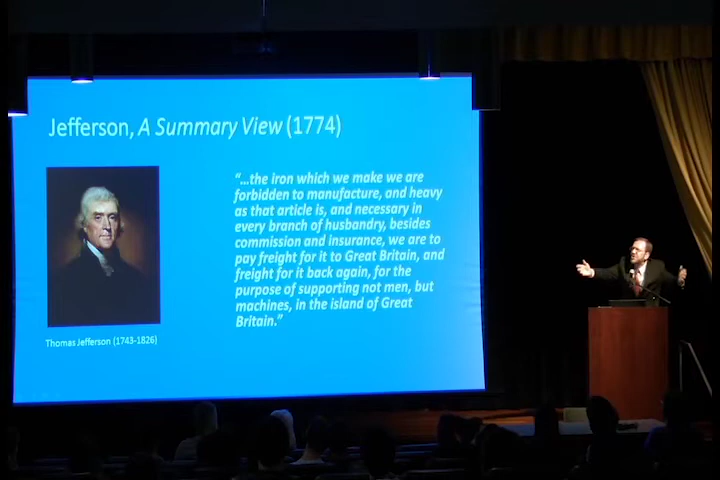 Jefferson, A Summary View (1774)
"...the iron which we make we are
forbidden to manufacture, and heavy
as that article is, and necessary in
every branch of husbandry, besides
commission and insurance, we are to
pay freight for it to Great Britain, and
freight for it back again, for the
purpose of supporting not men, but
machines, in the island of Great
Britain."
Thomas Jefferson (1743-1826)